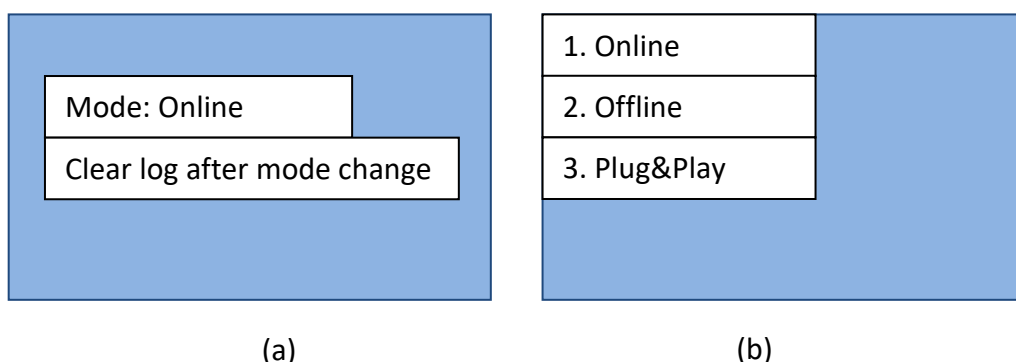 Mode: Online
Clear log after mode change
(a)
1. Online
2. Offline
3. Plug&Play
(b)